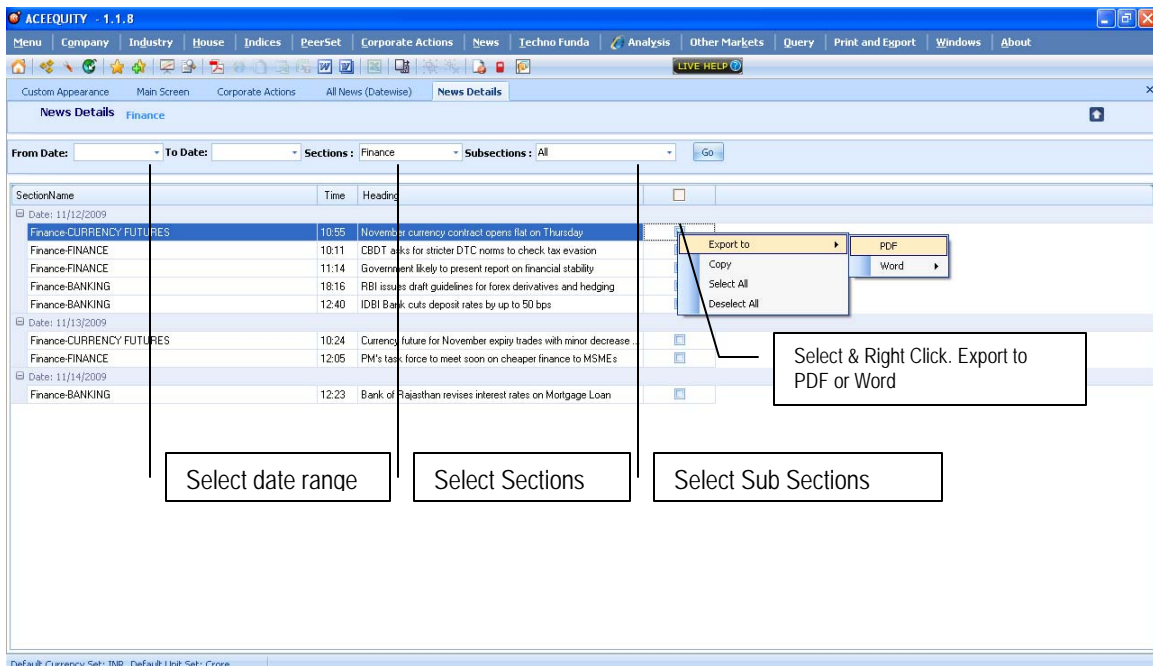 ACEEQUITY - 1.1.8
Menu Company Industry House Indices PeerSet Corporate Actions News Techno Funda Analysis Other Markets Query Print and Export Windows About
LIVE HELP ?
Custom Appearance Main Screen Corporate Actions All News (Datewise) News Details
News Details Finance
From Date: To Date: Sections : Finance Subsections : All Go
SectionName Time Heading
Date: 11/12/2009
Finance-CURRENCY FUTURES 10:55 November currency contract opens flat on Thursday
Finance-FINANCE 10:11 CBDT asks for stricter DTC norms to check tax evasion
Finance-FINANCE 11:14 Government likely to present report on financial stability
Finance-BANKING 18:16 RBI issues draft guidelines for forex derivatives and hedging
Finance-BANKING 12:40 IDBI Bank cuts deposit rates by up to 50 bps
Date: 11/13/2009
Finance-CURRENCY FUTURES 10:24 Currency future for November expiry trades with minor decrease ..
Finance-FINANCE 12:05 PM's task force to meet soon on cheaper finance to MSMEs
Date: 11/14/2009
Finance-BANKING 12:23 Bank of Rajasthan revises interest rates on Mortgage Loan
Export to
Copy
Select All
Deselect All
PDF
Word
Select & Right Click. Export to
PDF or Word
Select date range
Select Sections
Select Sub Sections
Default Currency Set: INR Default Unit Set: Crore